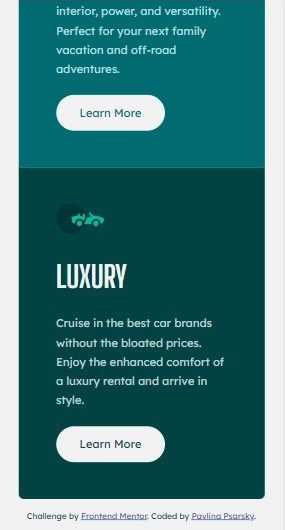 interior, power, and versatility.
Perfect for your next family
vacation and off-road
adventures.
Learn More
LUXURY
Cruise in the best car brands
without the bloated prices.
Enjoy the enhanced comfort of
a luxury rental and arrive in
style.
Learn More
Challenge by Frontend Mentor. Coded by Pavlina Psarsky.